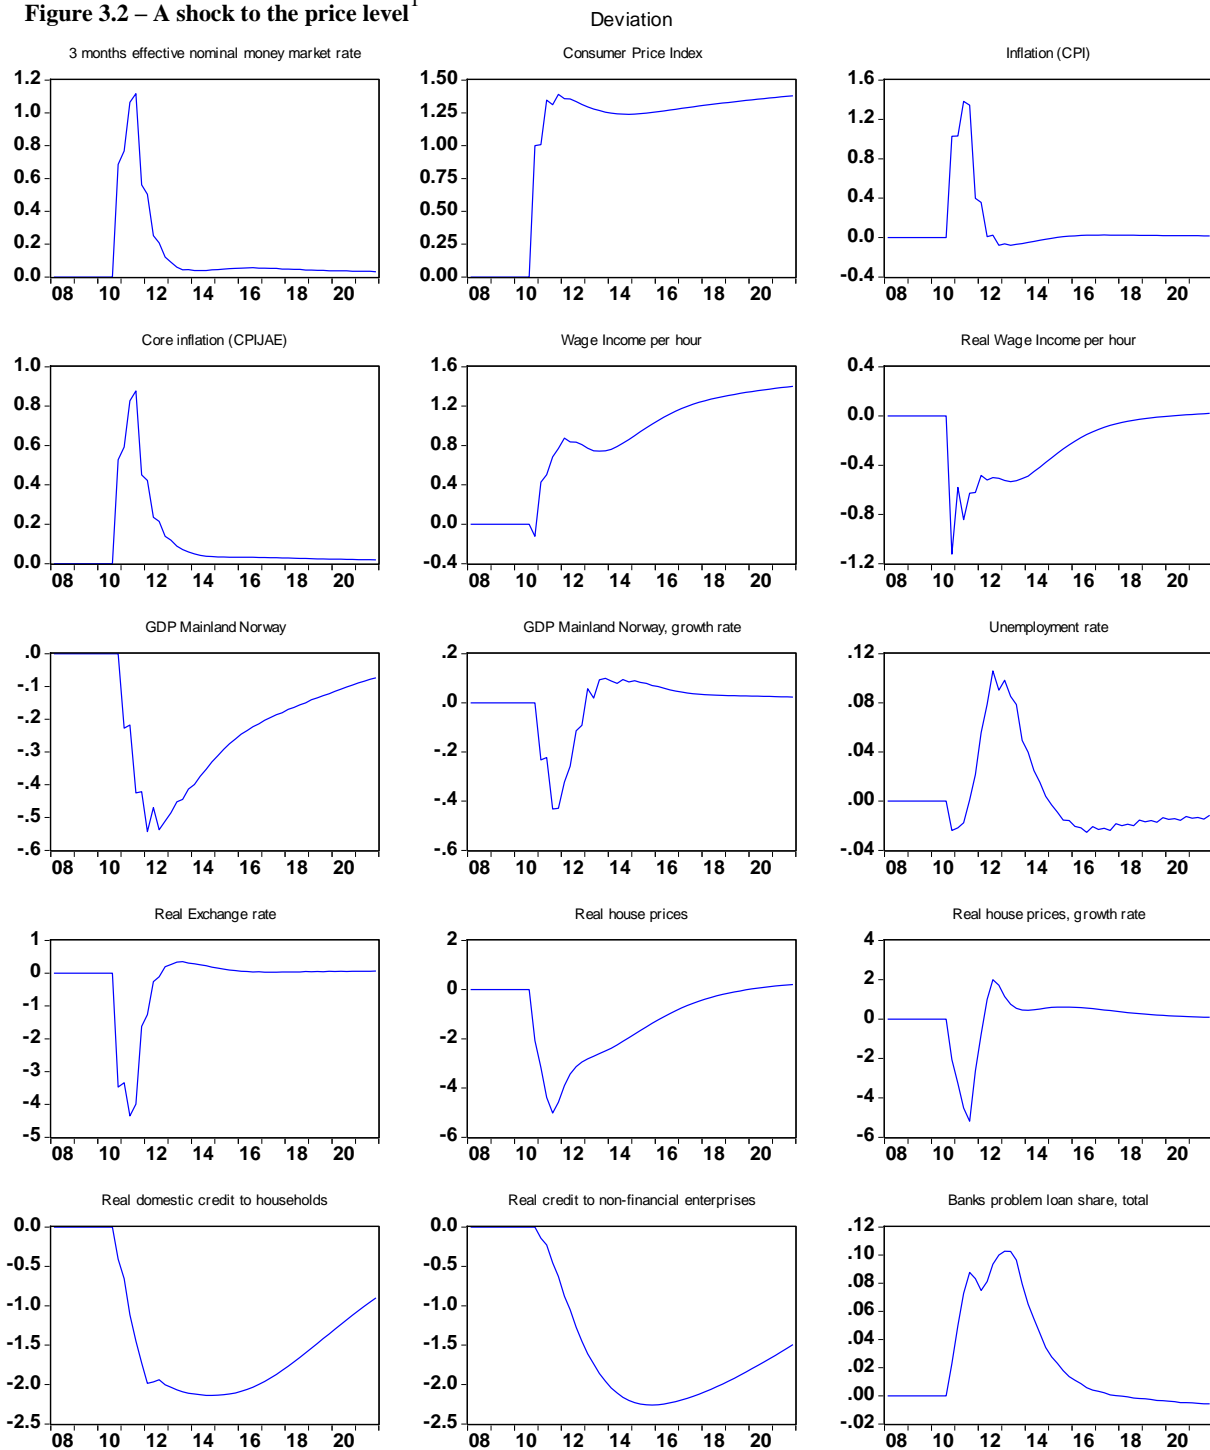 Figure 3.2 – A shock to the price level1
Deviation
3 months effective nominal money market rate
Consumer Price Index
Inflation (CPI)
1.2
1.0
0.8
0.6
0.4
0.2
0.0
08 10 12 14 16 18 20
1.50
1.25
1.00
0.75
0.50
0.25
0.00
08 10 12 14 16 18 20
1.6
1.2
0.8
0.4
0.0
-0.4
08 10 12 14 16 18 20
Core inflation (CPIJAE)
Wage Income per hour
Real Wage Income per hour
1.0
0.8
0.6
0.4
0.2
0.0
08 10 12 14 16 18 20
1.6
1.2
0.8
0.4
0.0
-0.4
08 10 12 14 16 18 20
0.4
0.0
-0.4
-0.8
-1.2
08 10 12 14 16 18 20
GDP Mainland Norway
GDP Mainland Norway, growth rate
Unemployment rate
.0
-.1
-.2
-.3
-.4
-.5
-.6
08 10 12 14 16 18 20
.2
.0
-.2
-.4
-.6
08 10 12 14 16 18 20
.12
.08
.04
.00
-.04
08 10 12 14 16 18 20
Real Exchange rate
Real house prices
Real house prices, growth rate
1
0
-1
-2
-3
-4
-5
08 10 12 14 16 18 20
2
0
-2
-4
-6
08 10 12 14 16 18 20
4
2
0
-2
-4
-6
08 10 12 14 16 18 20
Real domestic credit to households
Real credit to non-financial enterprises
Banks problem loan share, total
0.0
-0.5
-1.0
-1.5
-2.0
-2.5
08 10 12 14 16 18 20
0.0
-0.5
-1.0
-1.5
-2.0
-2.5
08 10 12 14 16 18 20
.12
.10
.08
.06
.04
.02
.00
-.02
08 10 12 14 16 18 20